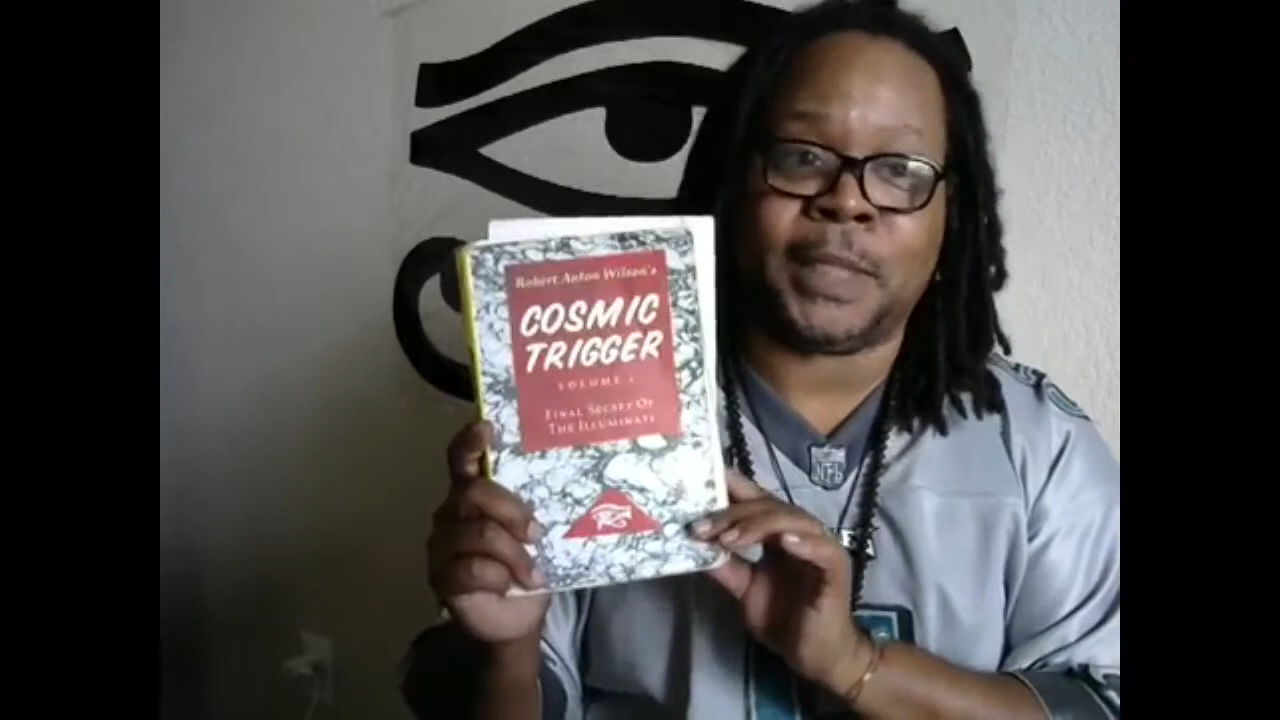 Robert Anton Wilson's
COSMIC
TRIGGER
VOLUME 1
FINAL SECRET OF
THE ILLUMINATI
NFL